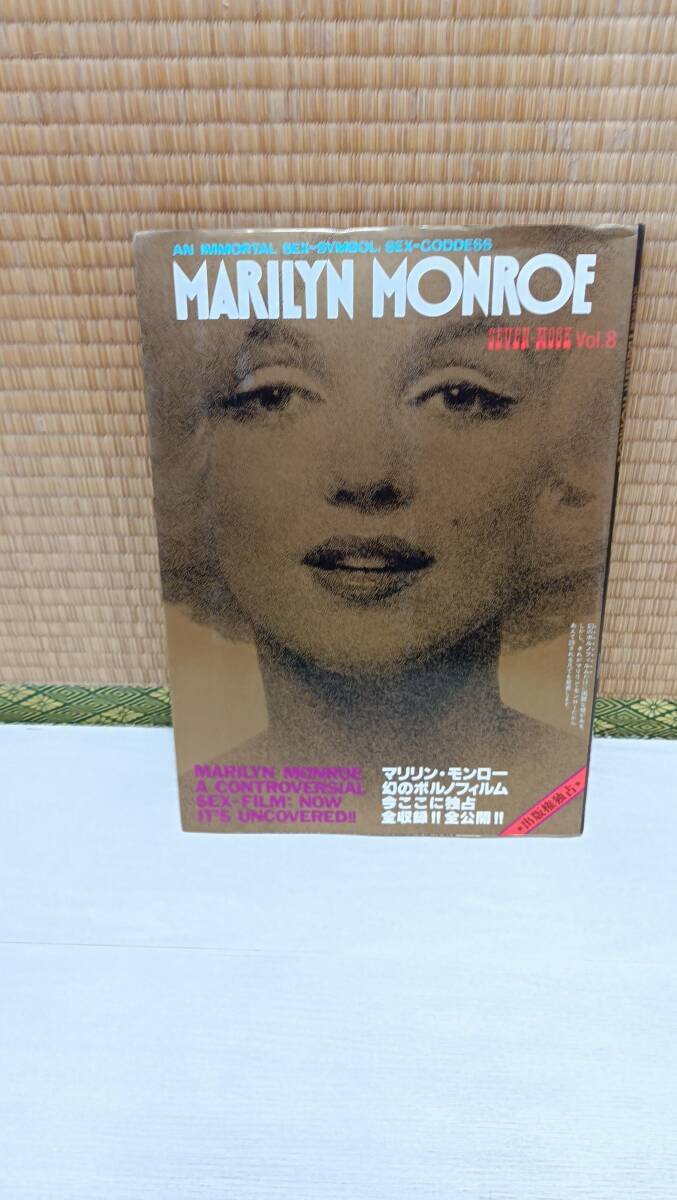 AN IMMORTAL SEX-SYMBOL, SEX-GODDESS
MARILYN MONROE
SEVEN MOOK Vol.8
MARILYN MONROE
A CONTROVERSIAL
SEX-FILM: NOW
IT'S UNCOVERED!!
マリリン・モンロー
幻のポルノフィルム
今ここに独占
全収録!!全公開!!
•出版権独占•